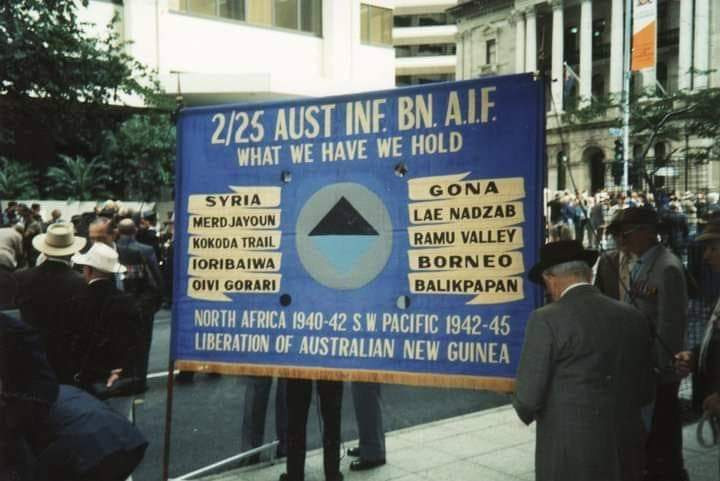 2/25 AUST INF. BN. A.I.F.
WHAT WE HAVE WE HOLD
SYRIA
MERDJAYOUN
KOKODA TRAIL
IORIBAIWA
OIVI GORARI
GONA
LAE NADZAB
RAMU VALLEY
BORNEO
BALIKPAPAN
NORTH AFRICA 1940-42 S.W. PACIFIC 1942-45
LIBERATION OF AUSTRALIAN NEW GUINEA